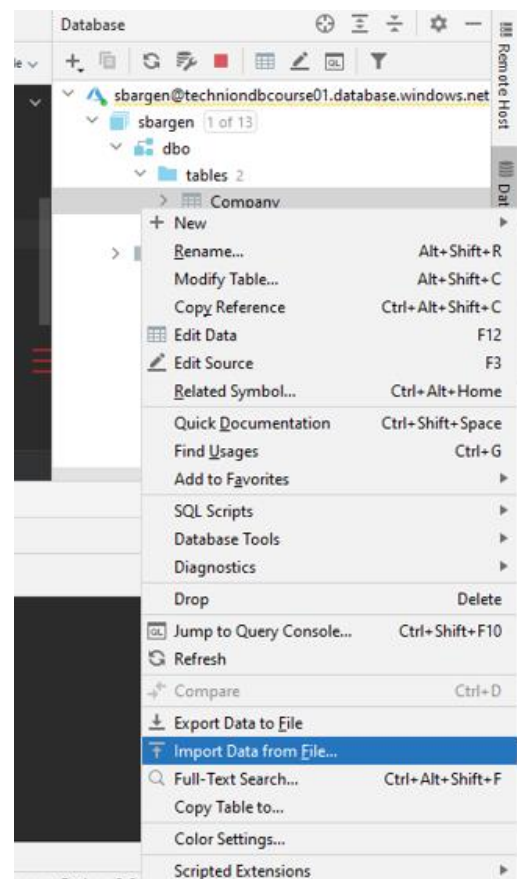 Database
Remote Host
sbargen@techniondbcourse01.database.windows.net
sbargen 1 of 13
dbo
tables 2
Company
New
Rename... Alt+Shift+R
Modify Table... Alt+Shift+C
Copy Reference Ctrl+Alt+Shift+C
Edit Data F12
Edit Source F3
Related Symbol... Ctrl+Alt+Home
Quick Documentation Ctrl+Shift+Space
Find Usages Ctrl+G
Add to Favorites
SQL Scripts
Database Tools
Diagnostics
Drop Delete
QL Jump to Query Console... Ctrl+Shift+F10
Refresh
Compare Ctrl+D
Export Data to File
Import Data from File...
Full-Text Search... Ctrl+Alt+Shift+F
Copy Table to...
Color Settings...
Scripted Extensions